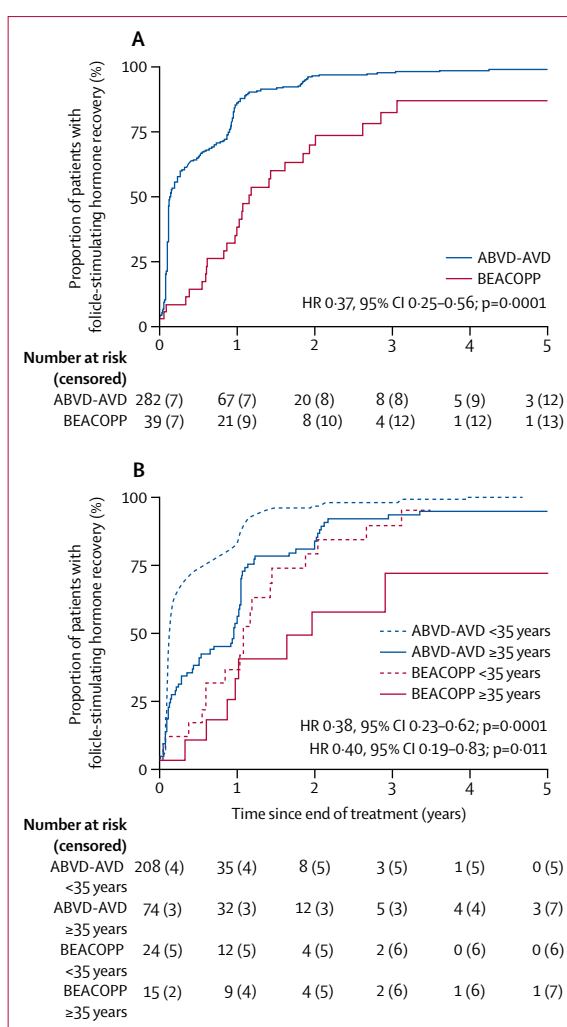 A
Proportion of patients with
folicle-stimulating hormone recovery (%)
100
75
50
25
0
ABVD-AVD
BEACOPP
HR 0·37, 95% CI 0·25–0·56; p=0·0001
0 1 2 3 4 5
Number at risk
(censored)
ABVD-AVD 282 (7) 67 (7) 20 (8) 8 (8) 5 (9) 3 (12)
BEACOPP 39 (7) 21 (9) 8 (10) 4 (12) 1 (12) 1 (13)
B
Proportion of patients with
folicle-stimulating hormone recovery (%)
100
75
50
25
0
ABVD-AVD <35 years
ABVD-AVD ≥35 years
BEACOPP <35 years
BEACOPP ≥35 years
HR 0·38, 95% CI 0·23–0·62; p=0·0001
HR 0·40, 95% CI 0·19–0·83; p=0·011
0 1 2 3 4 5
Time since end of treatment (years)
Number at risk
(censored)
ABVD-AVD 208 (4) 35 (4) 8 (5) 3 (5) 1 (5) 0 (5)
<35 years
ABVD-AVD 74 (3) 32 (3) 12 (3) 5 (3) 4 (4) 3 (7)
≥35 years
BEACOPP 24 (5) 12 (5) 4 (5) 2 (6) 0 (6) 0 (6)
<35 years
BEACOPP 15 (2) 9 (4) 4 (5) 2 (6) 1 (6) 1 (7)
≥35 years